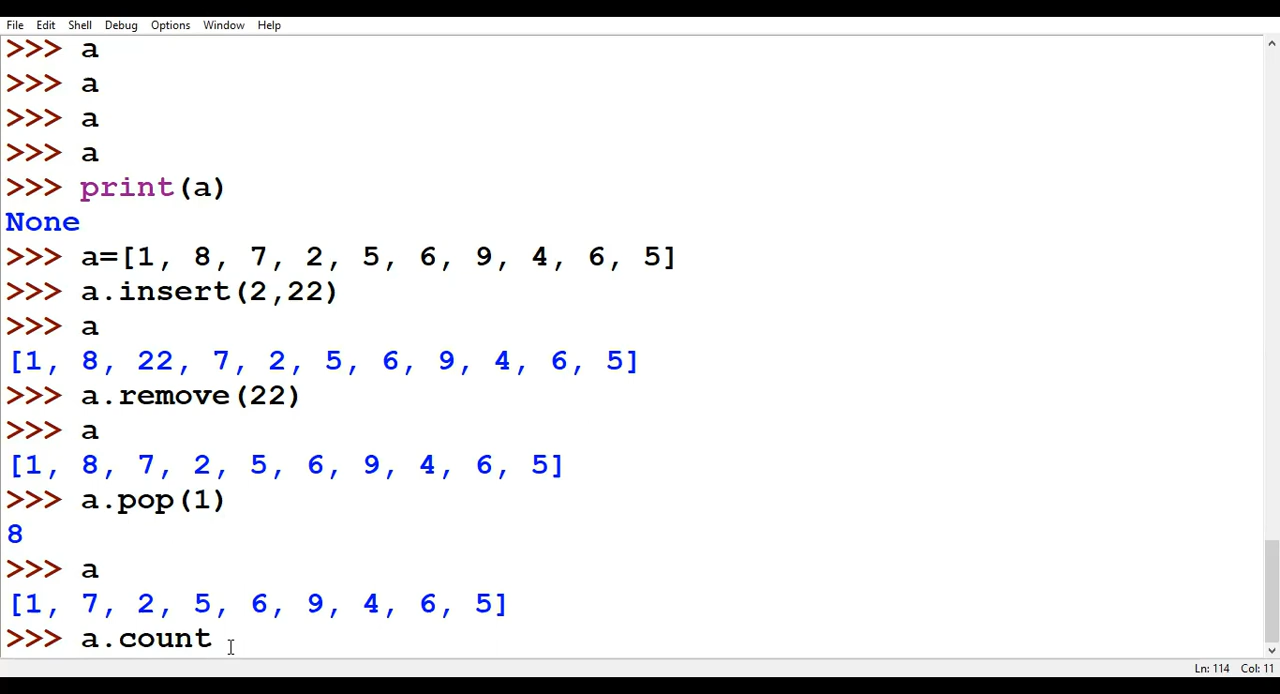 File Edit Shell Debug Options Window Help
>>> a
>>> a
>>> a
>>> a
>>> print(a)
None
>>> a=[1, 8, 7, 2, 5, 6, 9, 4, 6, 5]
>>> a.insert(2,22)
>>> a
[1, 8, 22, 7, 2, 5, 6, 9, 4, 6, 5]
>>> a.remove(22)
>>> a
[1, 8, 7, 2, 5, 6, 9, 4, 6, 5]
>>> a.pop(1)
8
>>> a
[1, 7, 2, 5, 6, 9, 4, 6, 5]
>>> a.count
Ln: 114 Col: 11